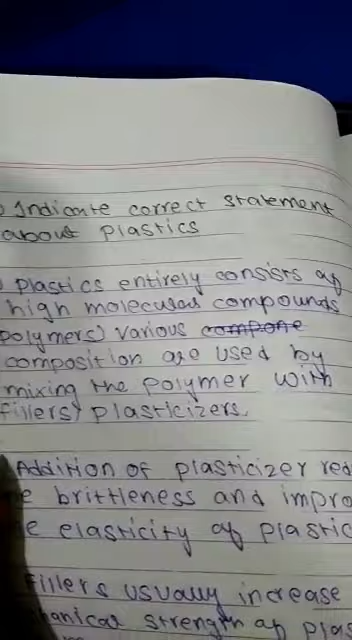 Indicate correct statement
about plastics
plastics entirely consists of
high molecular compounds
polymers) various compone
composition are used by
mixing the polymer with
fillers) plasticizers.
Addition of plasticizer red
e brittleness and impro
e elasticity of plastic
Fillers usually increase
hanical strength of plas